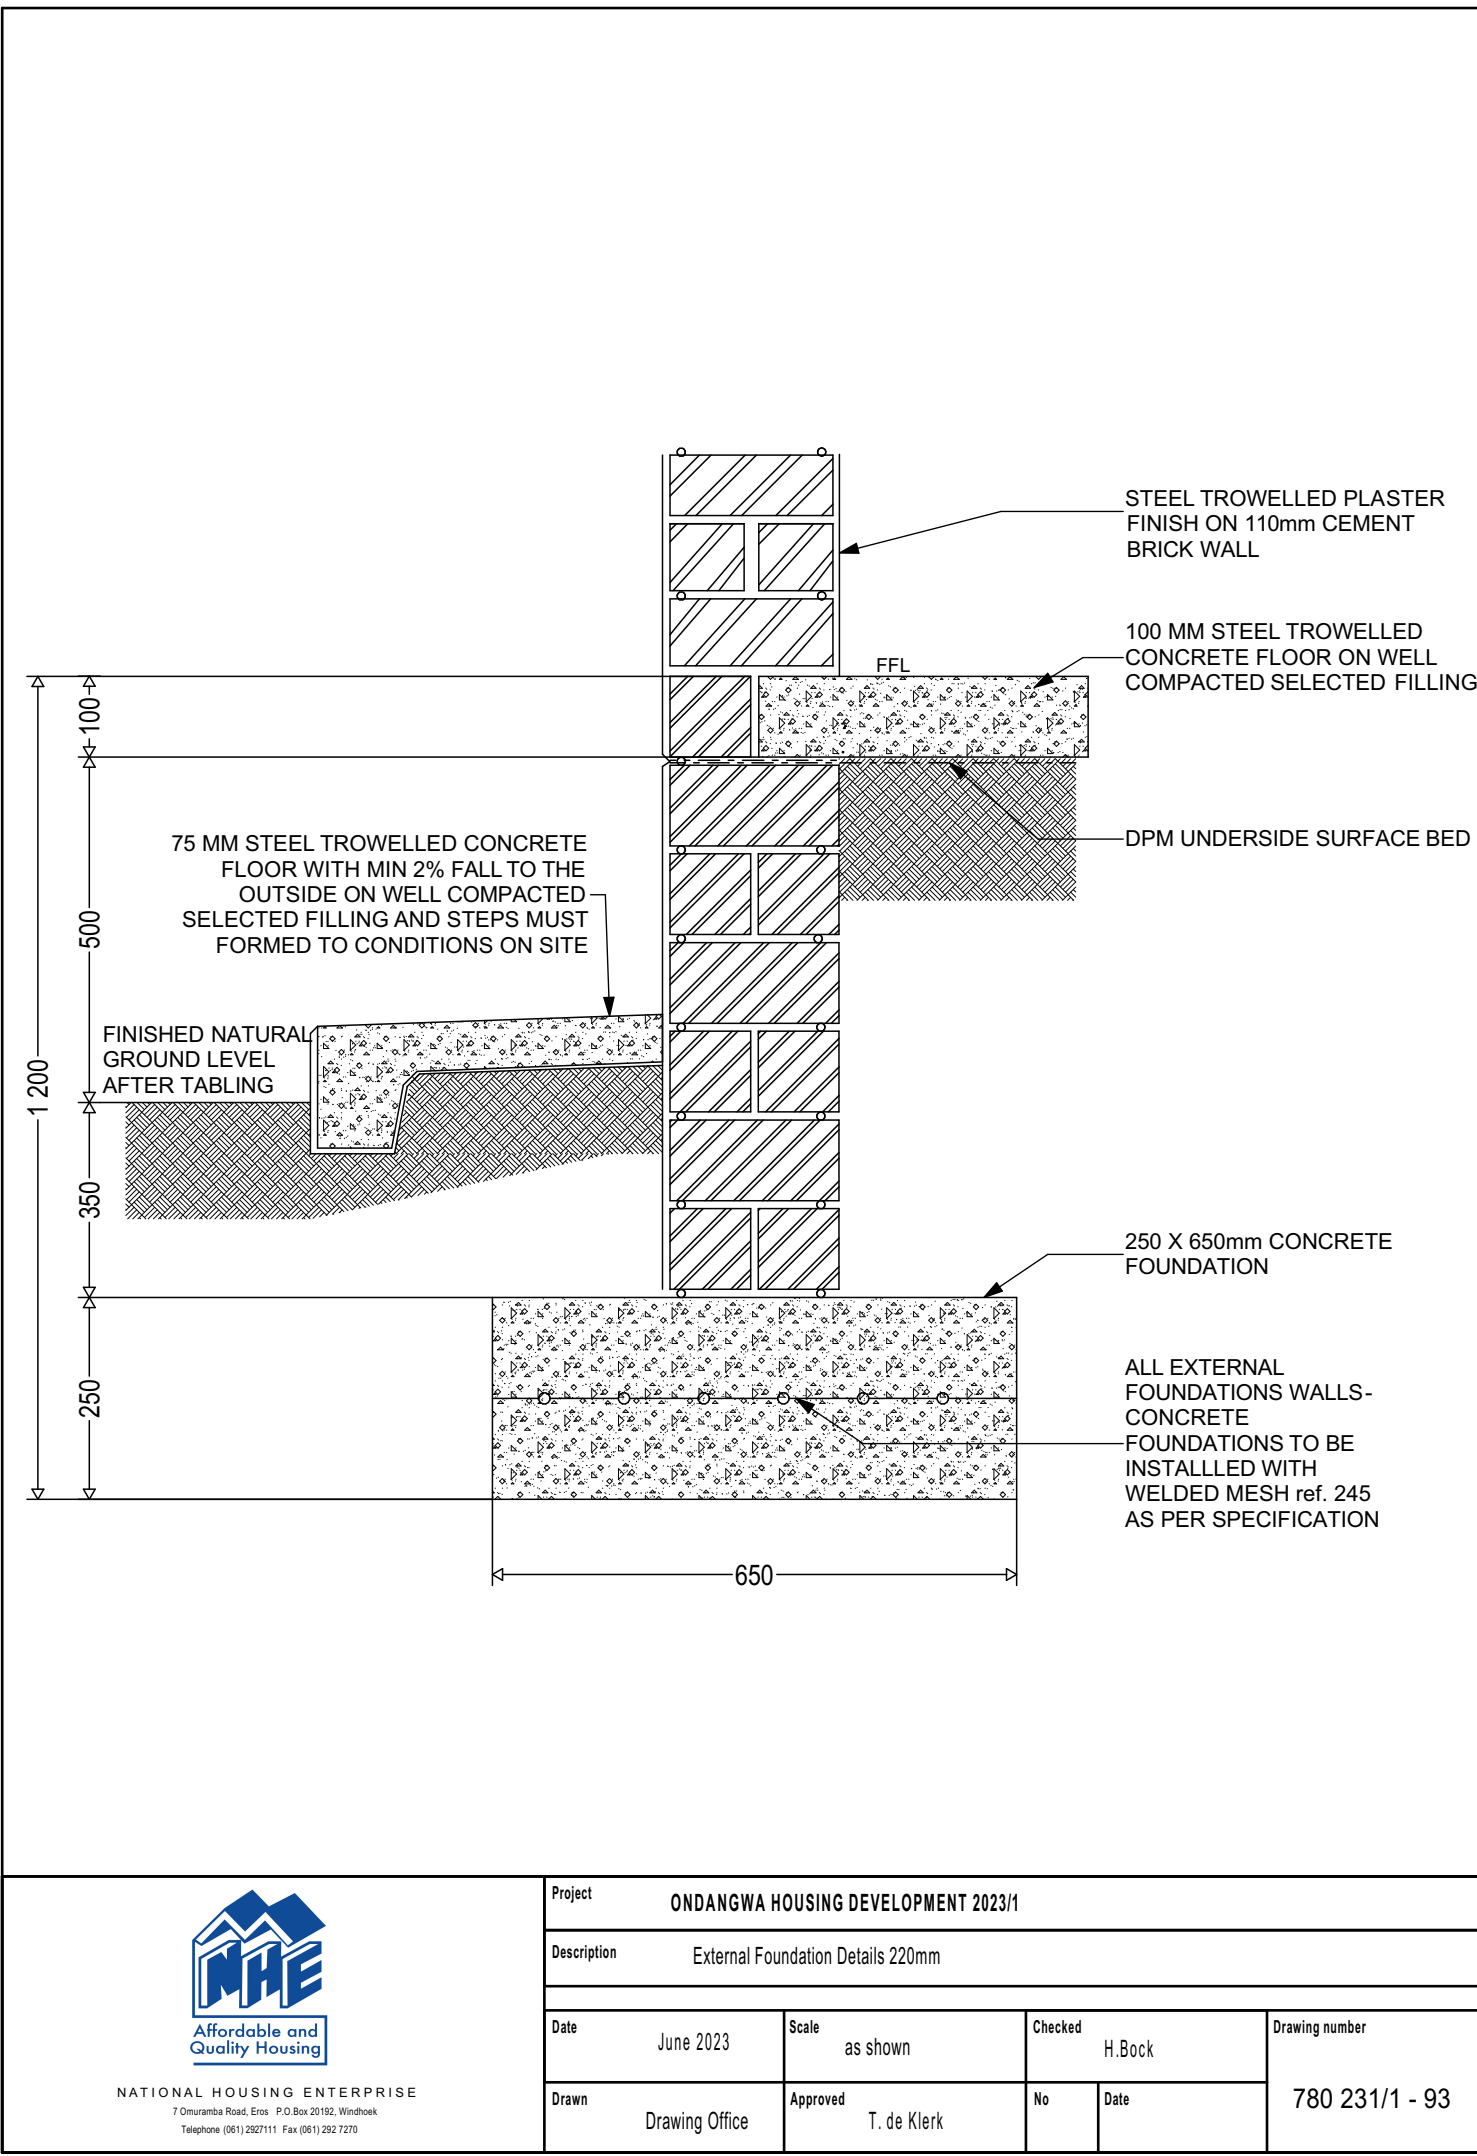 STEEL TROWELLED PLASTER
FINISH ON 110mm CEMENT
BRICK WALL
100 MM STEEL TROWELLED
CONCRETE FLOOR ON WELL
COMPACTED SELECTED FILLING
FFL
100
DPM UNDERSIDE SURFACE BED
75 MM STEEL TROWELLED CONCRETE
FLOOR WITH MIN 2% FALL TO THE
OUTSIDE ON WELL COMPACTED
SELECTED FILLING AND STEPS MUST
FORMED TO CONDITIONS ON SITE
500
FINISHED NATURAL
GROUND LEVEL
AFTER TABLING
1 200
350
250 X 650mm CONCRETE
FOUNDATION
250
ALL EXTERNAL
FOUNDATIONS WALLS-
CONCRETE
FOUNDATIONS TO BE
INSTALLLED WITH
WELDED MESH ref. 245
AS PER SPECIFICATION
650
NHE
Affordable and
Quality Housing
NATIONAL HOUSING ENTERPRISE
7 Omuramba Road, Eros P.O.Box 20192, Windhoek
Telephone (061) 2927111 Fax (061) 292 7270
Project ONDANGWA HOUSING DEVELOPMENT 2023/1
Description External Foundation Details 220mm
Date June 2023
Scale as shown
Checked H.Bock
Drawing number
780 231/1 - 93
Drawn Drawing Office
Approved T. de Klerk
No
Date